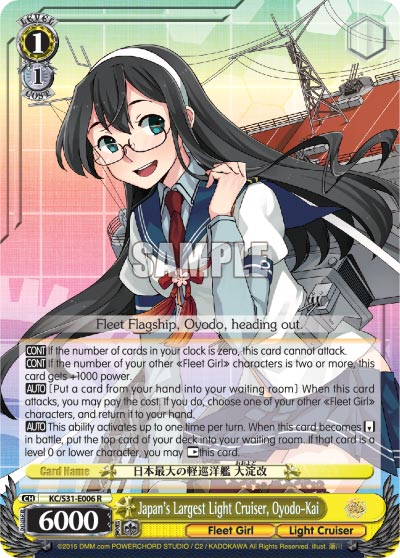 LEVEL
1
1
COST
SAMPLE
Fleet Flagship, Oyodo, heading out.
CONT If the number of cards in your clock is zero, this card cannot attack.
CONT If the number of your other «Fleet Girl» characters is two or more, this
card gets +1000 power.
AUTO [Put a card from your hand into your waiting room] When this card
attacks, you may pay the cost. If you do, choose one of your other «Fleet Girl»
characters, and return it to your hand.
AUTO This ability activates up to one time per turn. When this card becomes
in battle, put the top card of your deck into your waiting room. If that card is a
level 0 or lower character, you may this card.
Card Name
日本最大の軽巡洋艦 大淀改
CH KC/S31-E006 R
Japan's Largest Light Cruiser, Oyodo-Kai
POWER 6000
Fleet Girl
Light Cruiser
©2015 DMM.com POWERCHORD STUDIO / C2 / KADOKAWA All Rights Reserved.